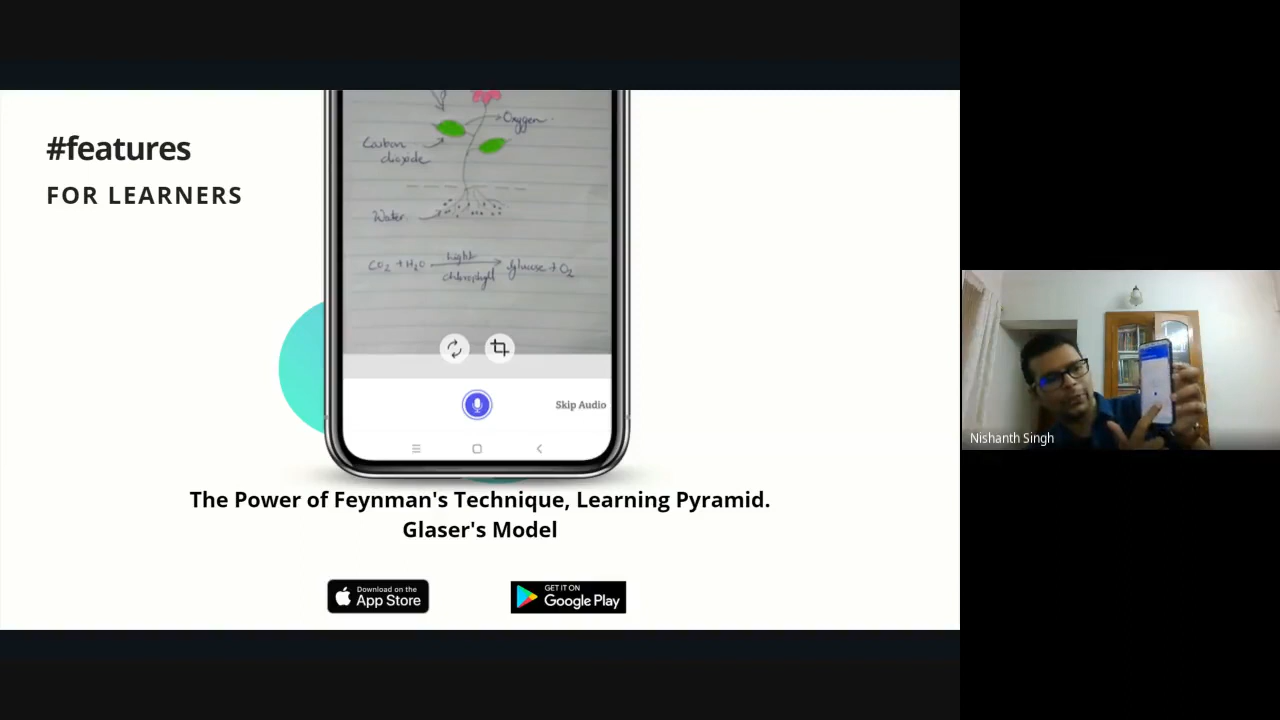 #features
FOR LEARNERS
Oxygen
Carbon
dioxide
Water
CO2 + H2O light glucose + O2
chlorophyll
Skip Audio
The Power of Feynman's Technique, Learning Pyramid.
Glaser's Model
Download on the
App Store
GET IT ON
Google Play
Nishanth Singh